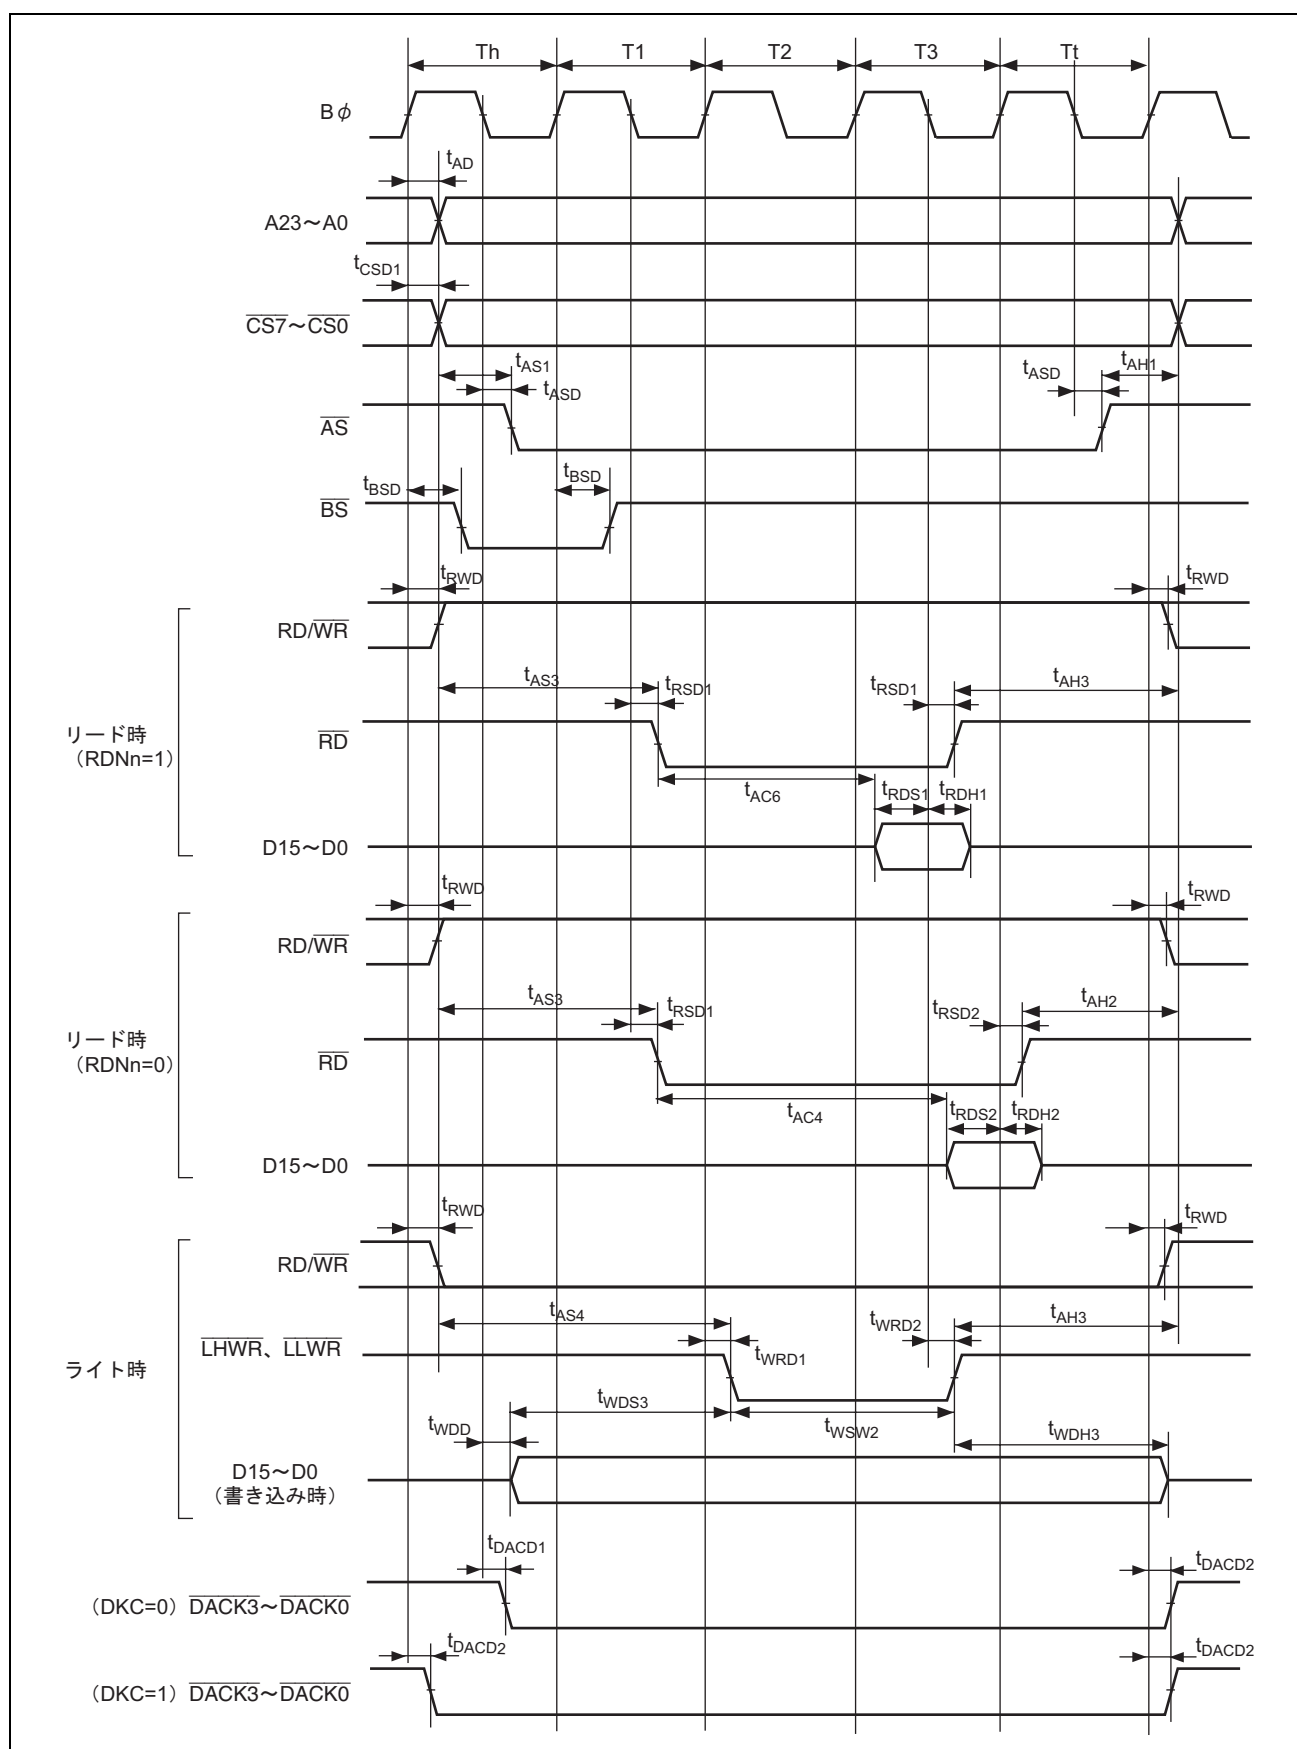 Th T1 T2 T3 Tt
Bφ
tAD
A23～A0
tCSD1
CS7～CS0
tAS1 tASD tASD tAH1
AS
tBSD tBSD
BS
tRWD tRWD
RD/WR
tAS3 tRSD1 tRSD1 tAH3
リード時
（RDNn=1）
RD
tAC6 tRDS1 tRDH1
D15～D0
tRWD tRWD
RD/WR
tAS3 tRSD1 tRSD2 tAH2
リード時
（RDNn=0）
RD
tAC4 tRDS2 tRDH2
D15～D0
tRWD tRWD
RD/WR
tAS4 tWRD2 tAH3
LHWR、LLWR
tWRD1
ライト時
tWDS3 tWSW2
tWDD tWDH3
D15～D0
（書き込み時）
tDACD1 tDACD2
（DKC=0）DACK3～DACK0
tDACD2 tDACD2
（DKC=1）DACK3～DACK0